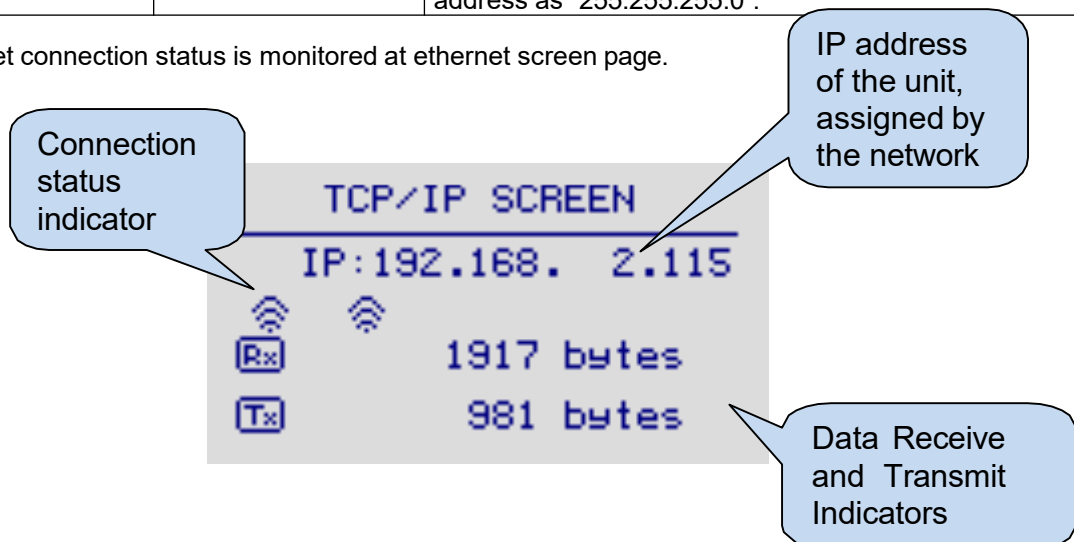 address as "255.255.255.0".
et connection status is monitored at ethernet screen page.
IP address
of the unit,
assigned by
the network
Connection
status
indicator
TCP/IP SCREEN
IP:192.168. 2.115
Rx 1917 bytes
Tx 981 bytes
Data Receive
and Transmit
Indicators